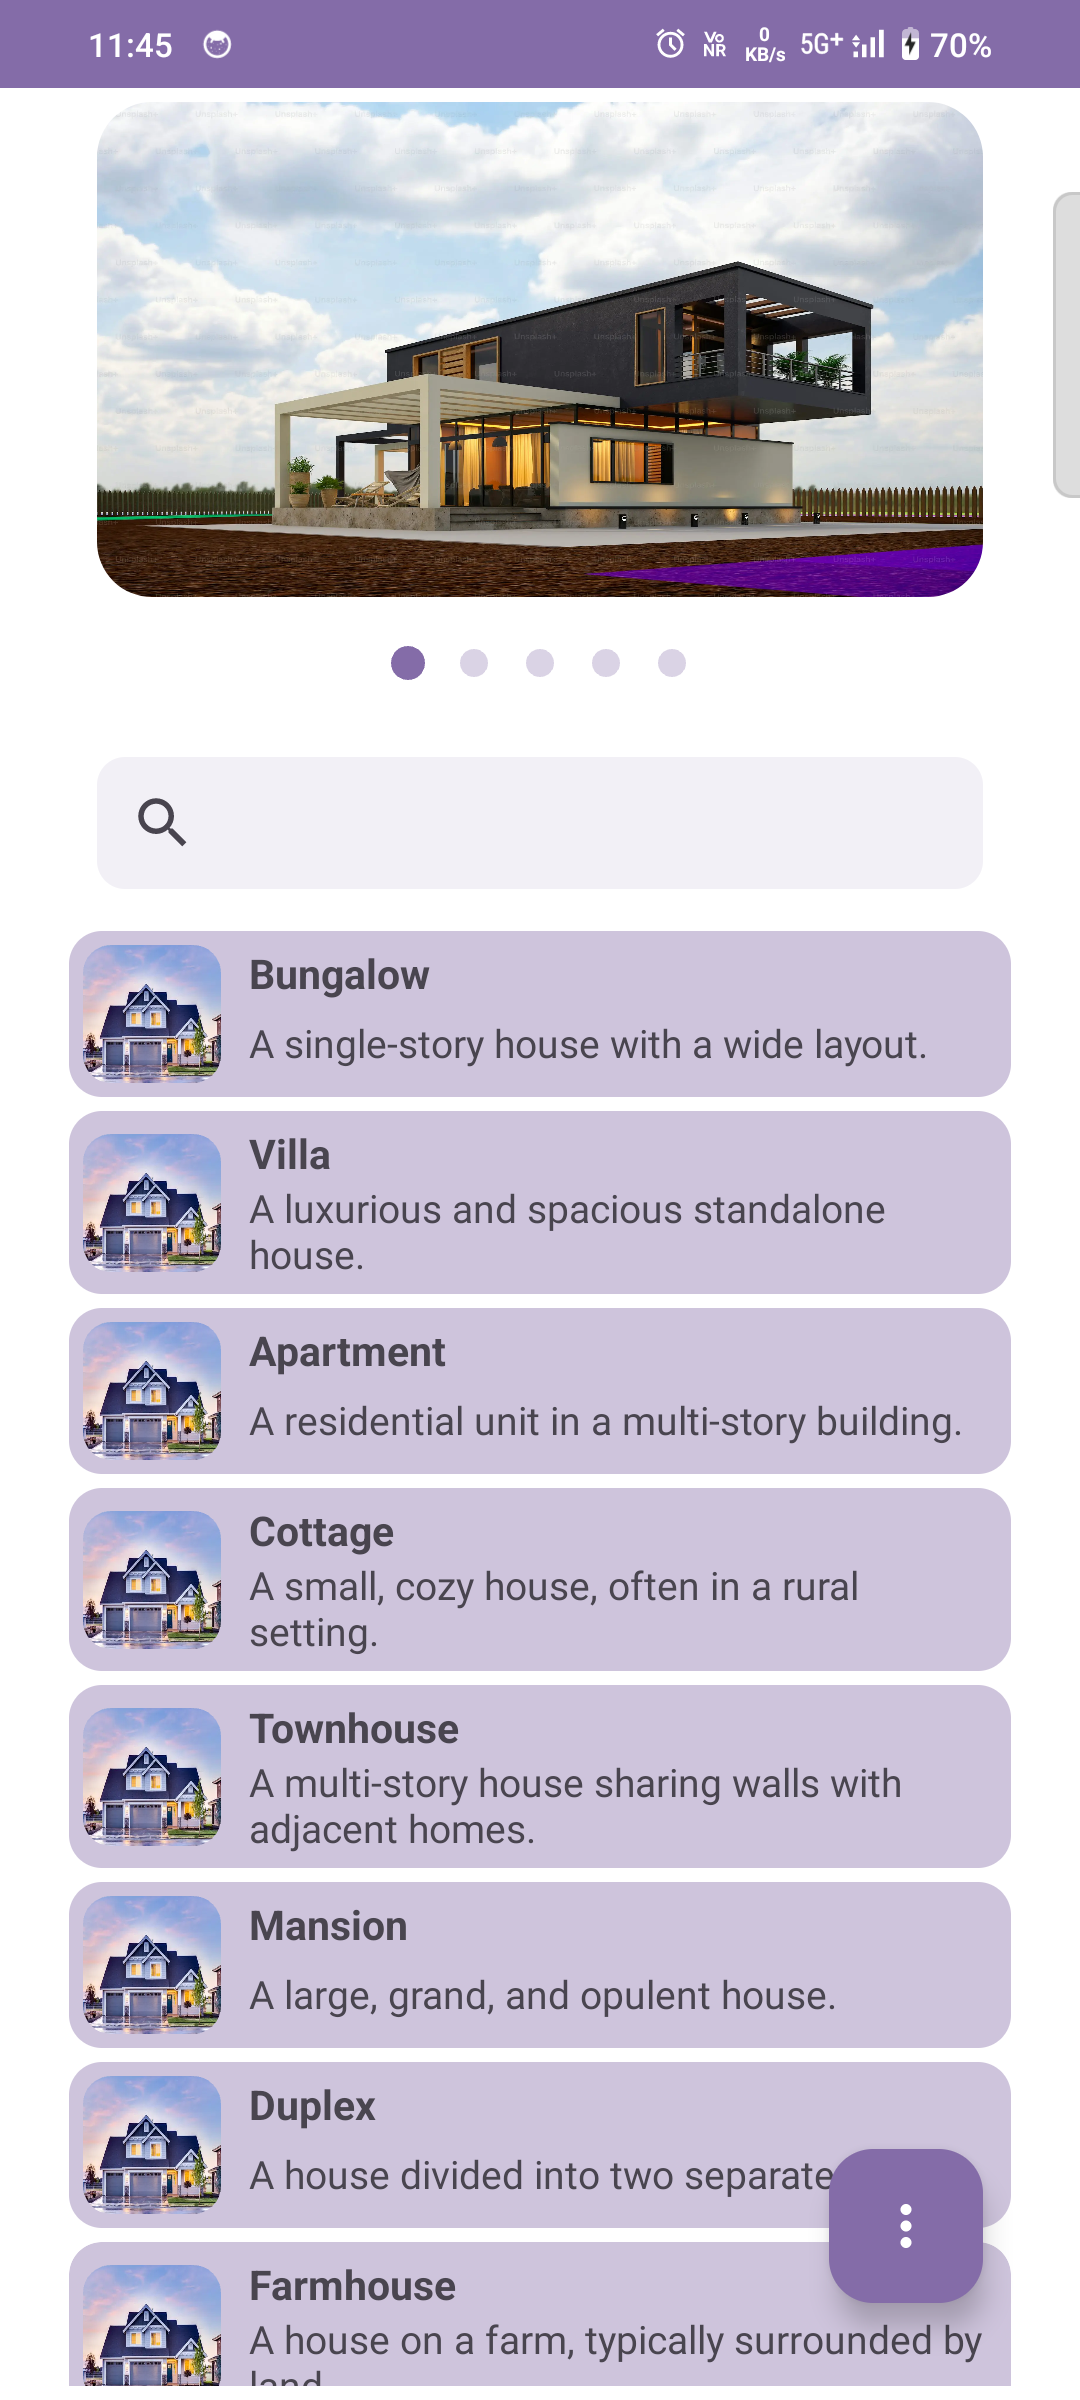 11:45
Vo
NR
0
KB/s
5G+
70%
Bungalow
A single-story house with a wide layout.
Villa
A luxurious and spacious standalone
house.
Apartment
A residential unit in a multi-story building.
Cottage
A small, cozy house, often in a rural
setting.
Townhouse
A multi-story house sharing walls with
adjacent homes.
Mansion
A large, grand, and opulent house.
Duplex
A house divided into two separate
Farmhouse
A house on a farm, typically surrounded by
land